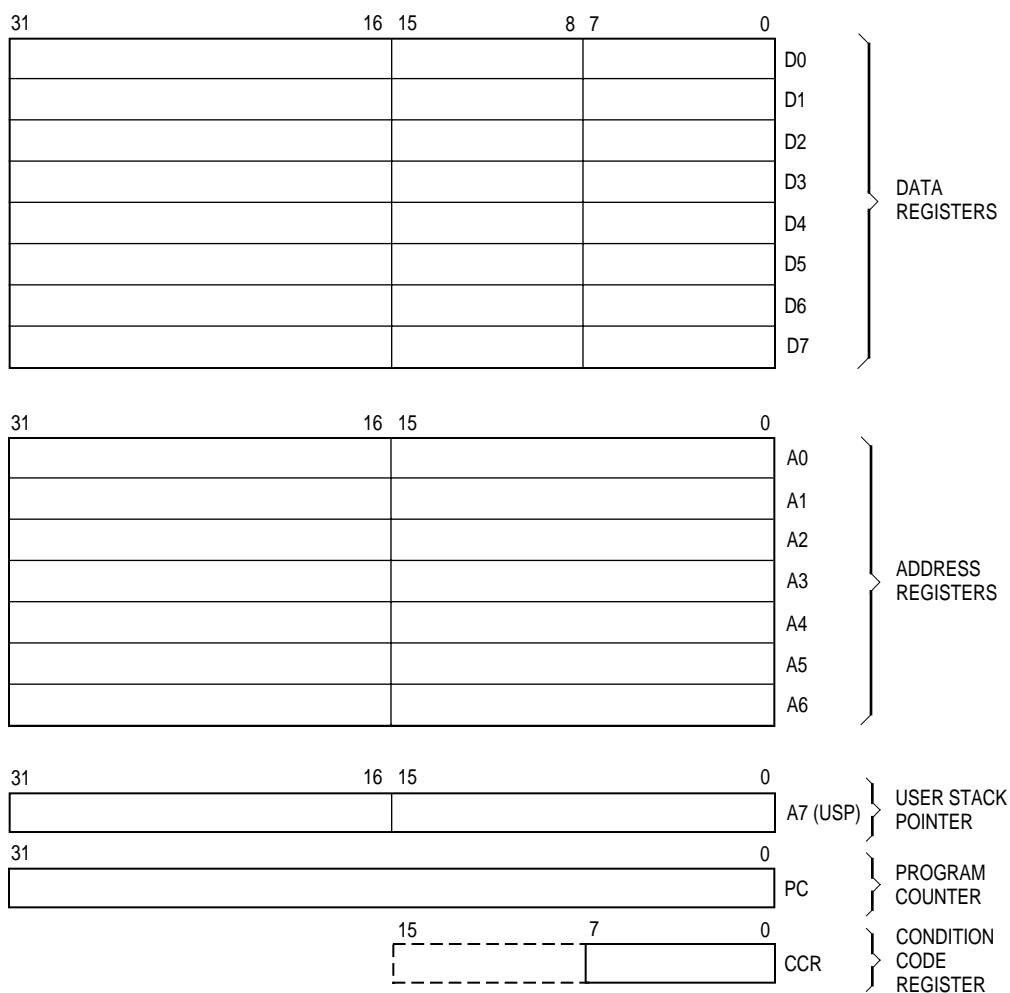 31 16 15 8 7 0
D0
D1
D2
D3
D4
D5
D6
D7
DATA
REGISTERS
31 16 15 0
A0
A1
A2
A3
A4
A5
A6
ADDRESS
REGISTERS
31 16 15 0
A7 (USP)
USER STACK
POINTER
31 0
PC
PROGRAM
COUNTER
15 7 0
CCR
CONDITION
CODE
REGISTER